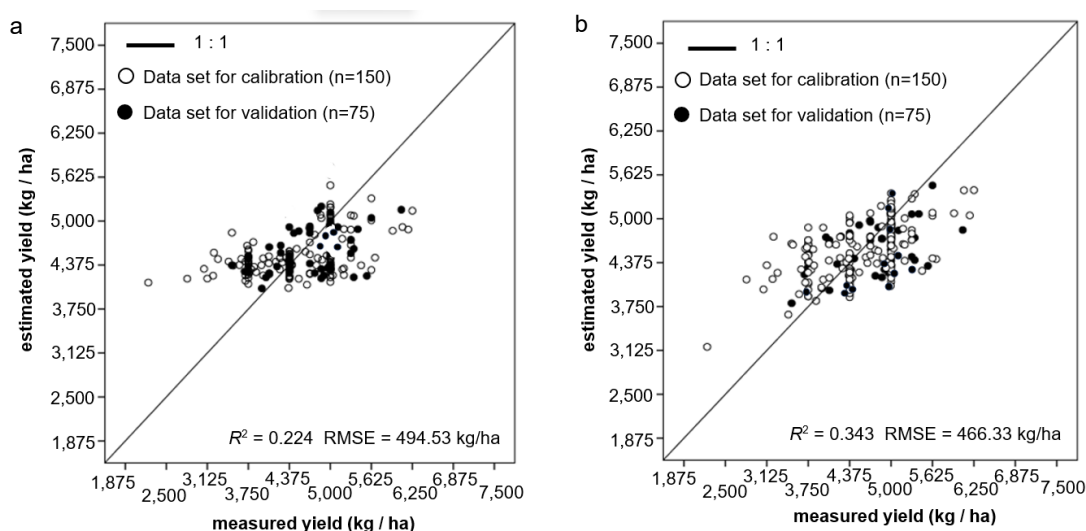 a
7,500
6,875
6,250
5,625
5,000
4,375
3,750
3,125
2,500
1,875
estimated yield (kg / ha)
1 : 1
Data set for calibration (n=150)
Data set for validation (n=75)
R² = 0.224 RMSE = 494.53 kg/ha
1,875 3,125 4,375 5,625
2,500 3,750 5,000 6,250 7,500
measured yield (kg / ha)
b
7,500
6,875
6,250
5,625
5,000
4,375
3,750
3,125
2,500
1,875
estimated yield (kg / ha)
1 : 1
Data set for calibration (n=150)
Data set for validation (n=75)
R² = 0.343 RMSE = 466.33 kg/ha
1,875 3,125 4,375 5,625 6,875
2,500 3,750 5,000 6,250 7,500
measured yield (kg / ha)